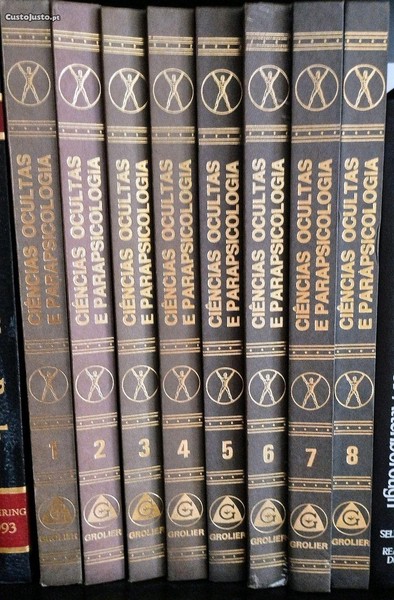 CustoJusto.pt
CIÊNCIAS OCULTAS
E PARAPSICOLOGIA
1
GROLIER
CIÊNCIAS OCULTAS
E PARAPSICOLOGIA
2
GROLIER
CIÊNCIAS OCULTAS
E PARAPSICOLOGIA
3
GROLIER
CIÊNCIAS OCULTAS
E PARAPSICOLOGIA
4
GROLIER
CIÊNCIAS OCULTAS
E PARAPSICOLOGIA
5
GROLIER
CIÊNCIAS OCULTAS
E PARAPSICOLOGIA
6
GROLIER
CIÊNCIAS OCULTAS
E PARAPSICOLOGIA
7
GROLIER
CIÊNCIAS OCULTAS
E PARAPSICOLOGIA
8
GROLIER